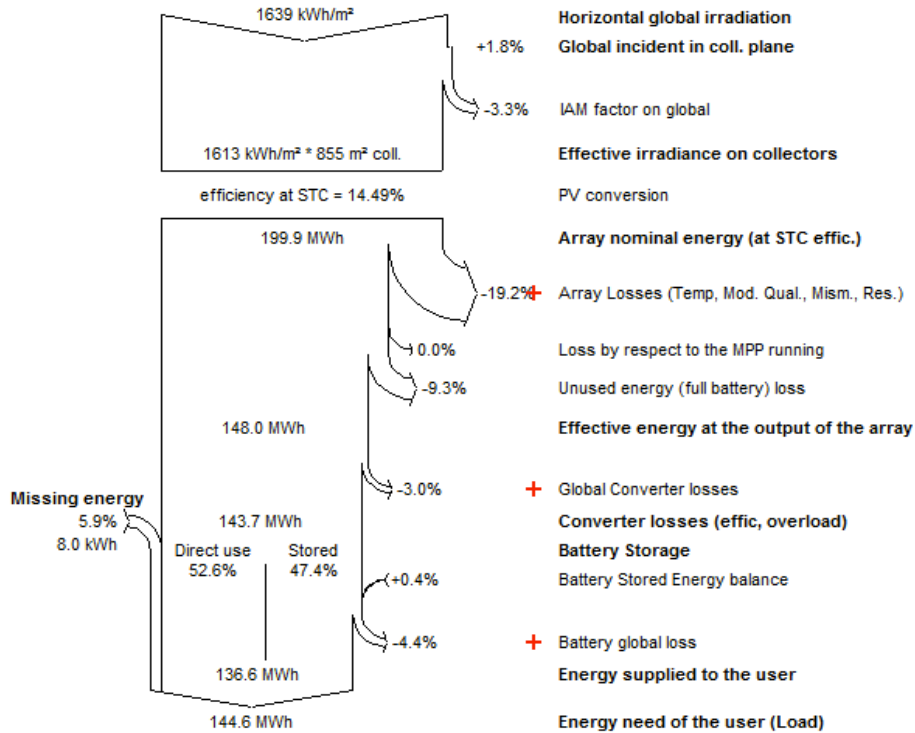 1639 kWh/m² Horizontal global irradiation
+1.8% Global incident in coll. plane
-3.3% IAM factor on global
1613 kWh/m² * 855 m² coll. Effective irradiance on collectors
efficiency at STC = 14.49% PV conversion
199.9 MWh Array nominal energy (at STC effic.)
-19.2% + Array Losses (Temp, Mod. Qual., Mism., Res.)
0.0% Loss by respect to the MPP running
-9.3% Unused energy (full battery) loss
148.0 MWh Effective energy at the output of the array
-3.0% + Global Converter losses
Missing energy
5.9% 143.7 MWh Converter losses (effic, overload)
8.0 kWh
Direct use Stored Battery Storage
52.6% 47.4%
+0.4% Battery Stored Energy balance
-4.4% + Battery global loss
136.6 MWh Energy supplied to the user
144.6 MWh Energy need of the user (Load)